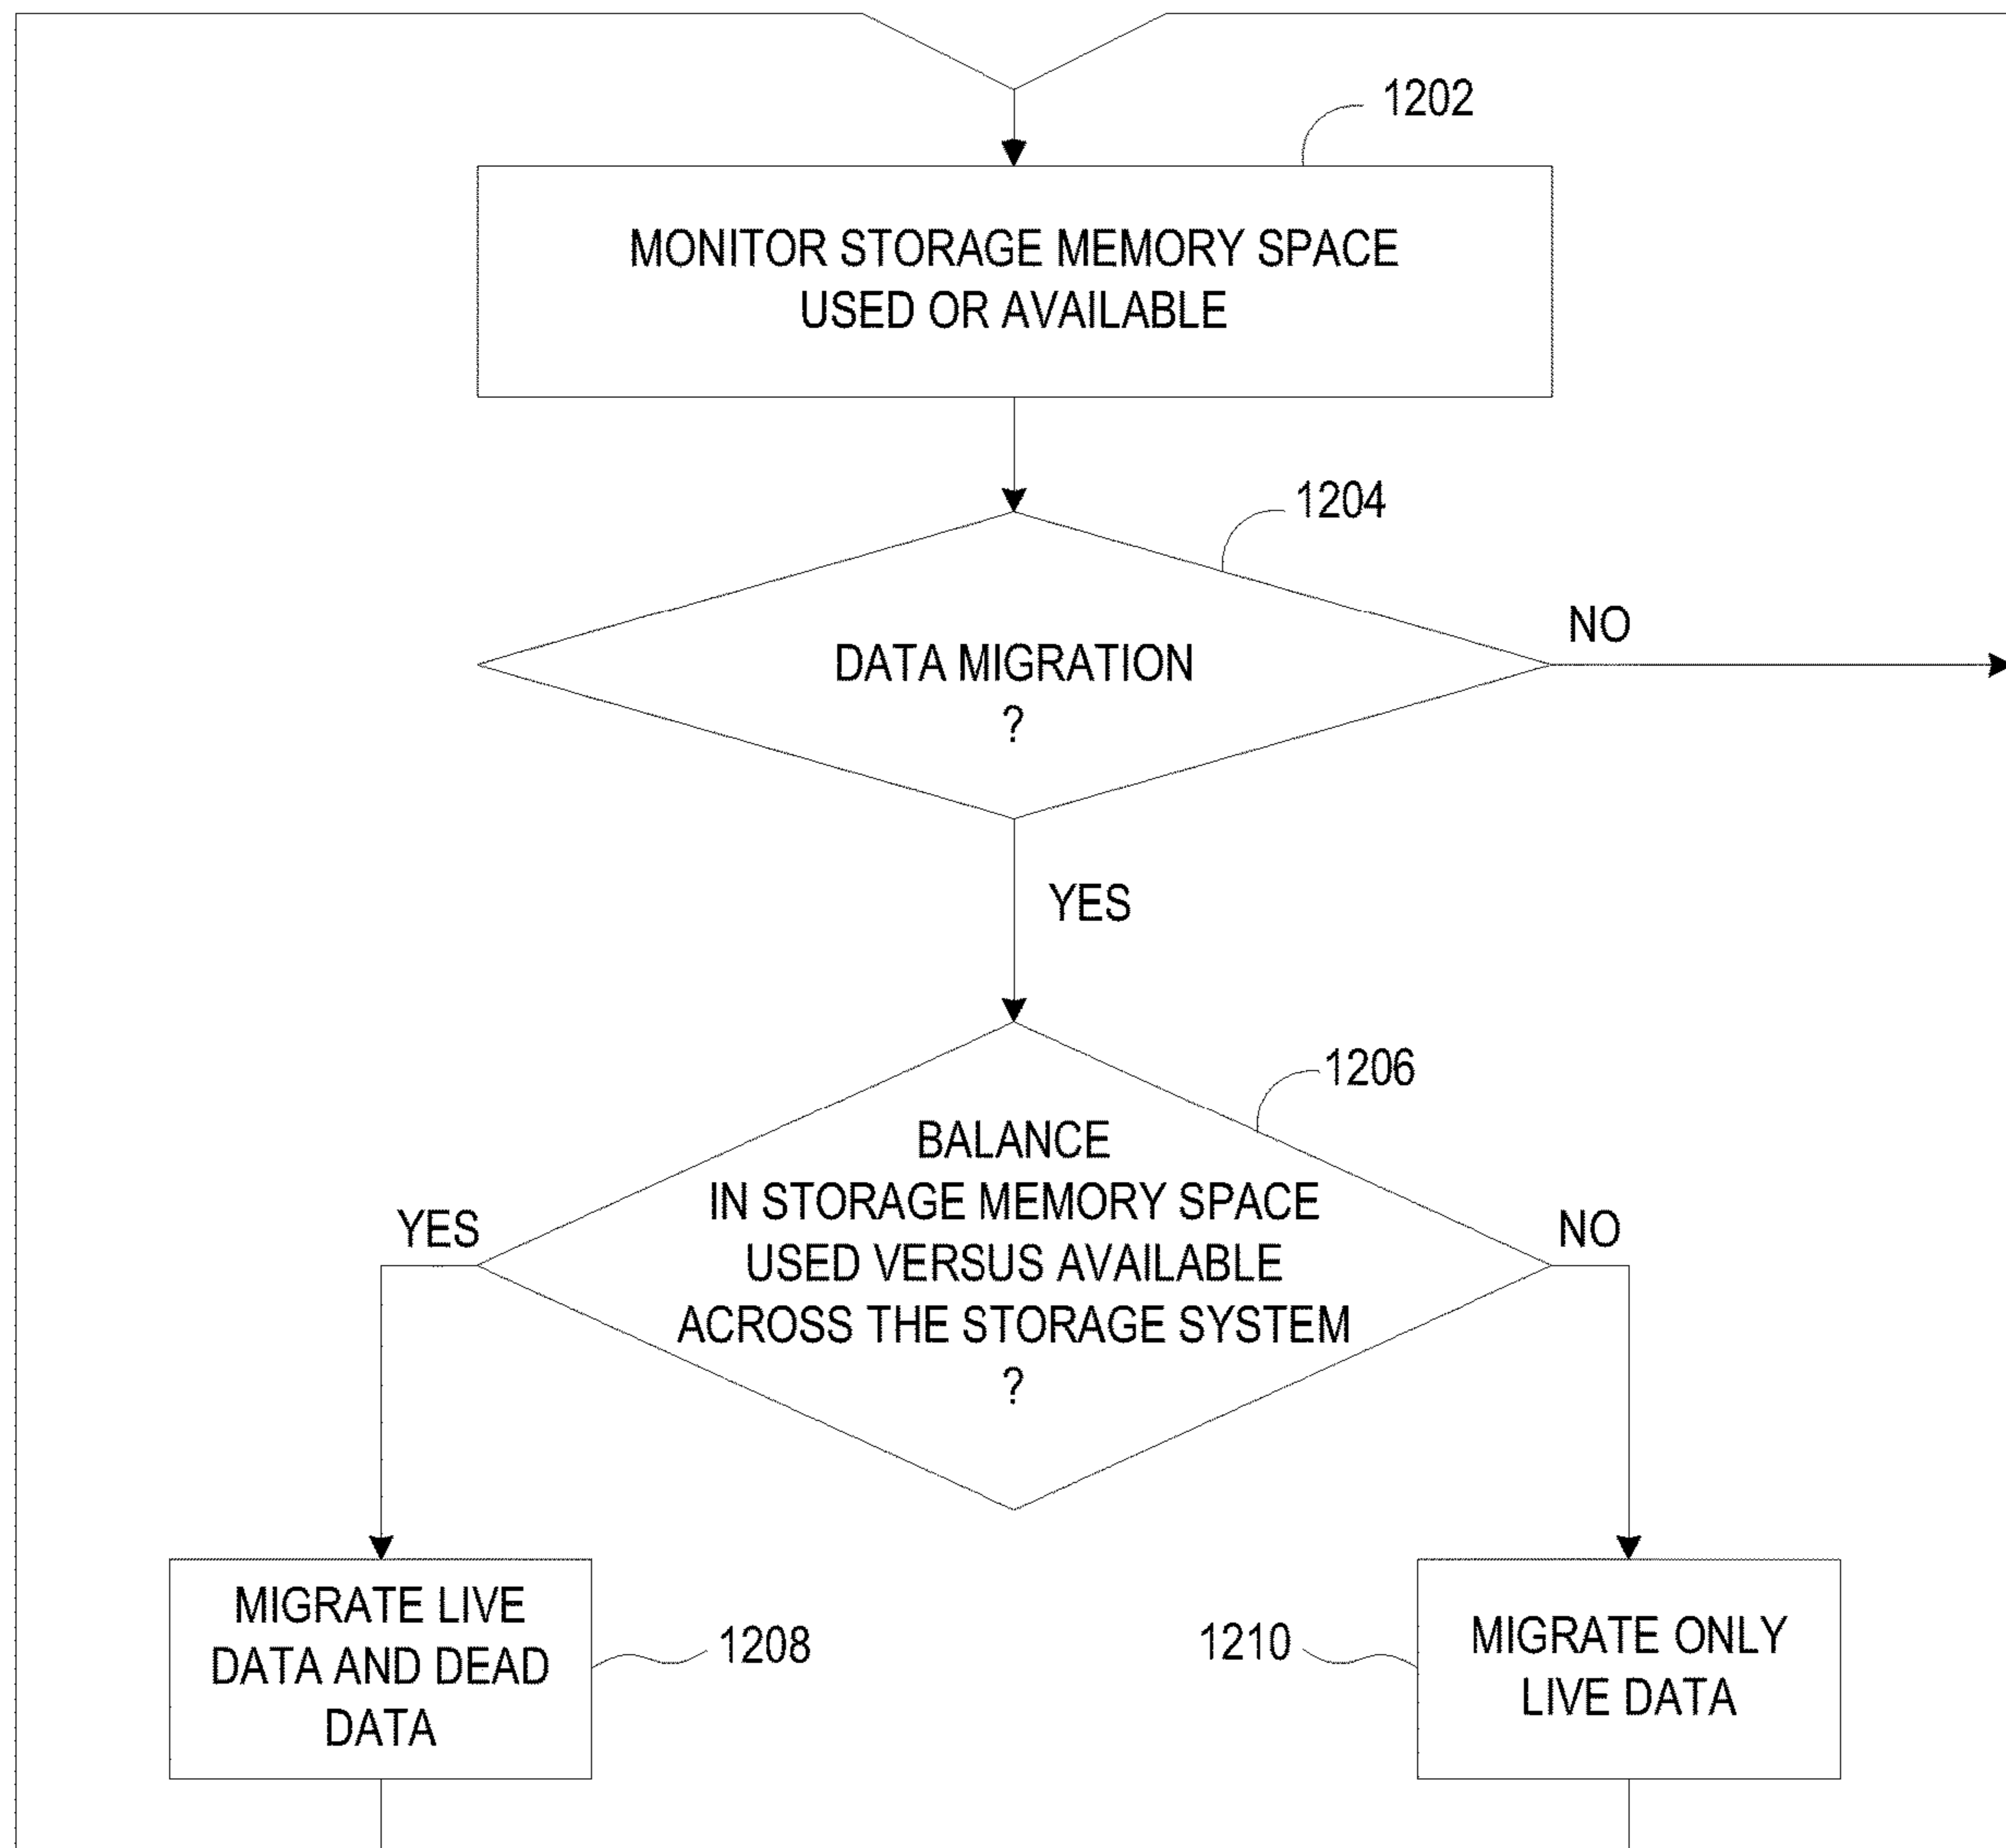 1202
MONITOR STORAGE MEMORY SPACE
USED OR AVAILABLE
1204
NO
DATA MIGRATION
?
YES
1206
BALANCE
IN STORAGE MEMORY SPACE
USED VERSUS AVAILABLE
ACROSS THE STORAGE SYSTEM
?
YES
NO
MIGRATE LIVE
DATA AND DEAD
DATA
1208
1210
MIGRATE ONLY
LIVE DATA